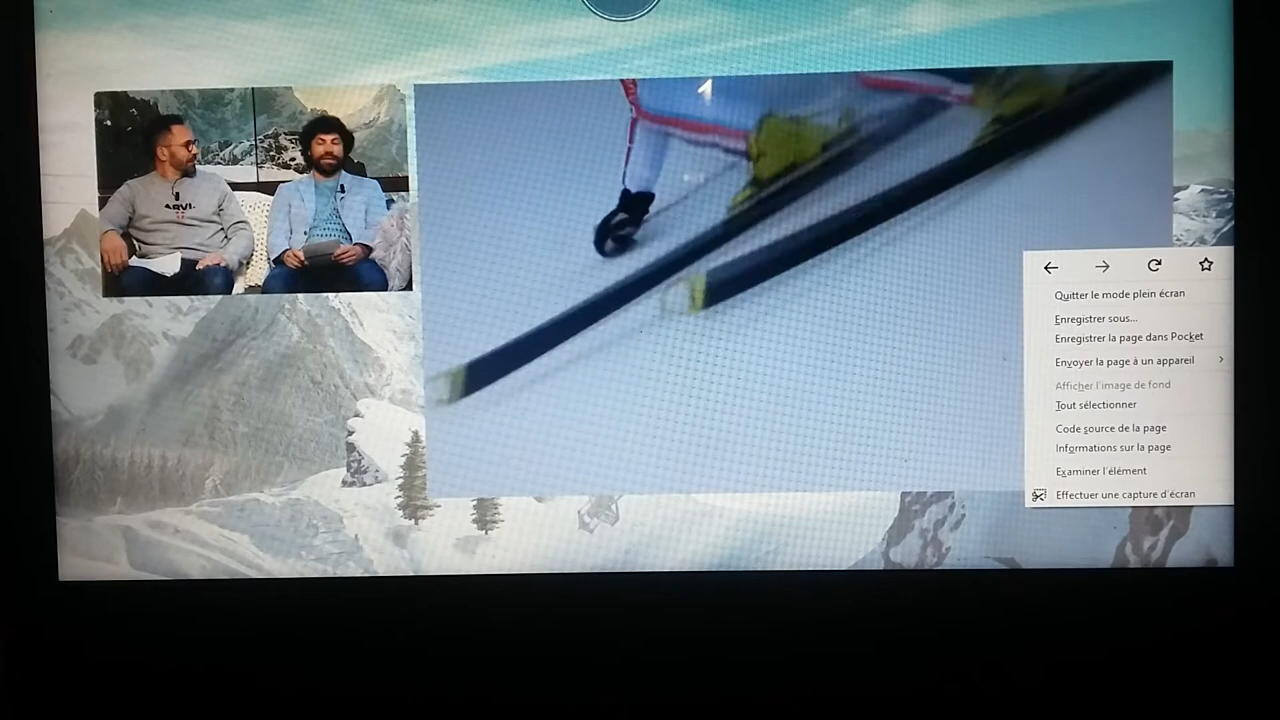 ARVI.
Quitter le mode plein écran
Enregistrer sous...
Enregistrer la page dans Pocket
Envoyer la page à un appareil
Afficher l'image de fond
Tout sélectionner
Code source de la page
Informations sur la page
Examiner l'élément
Effectuer une capture d'écran